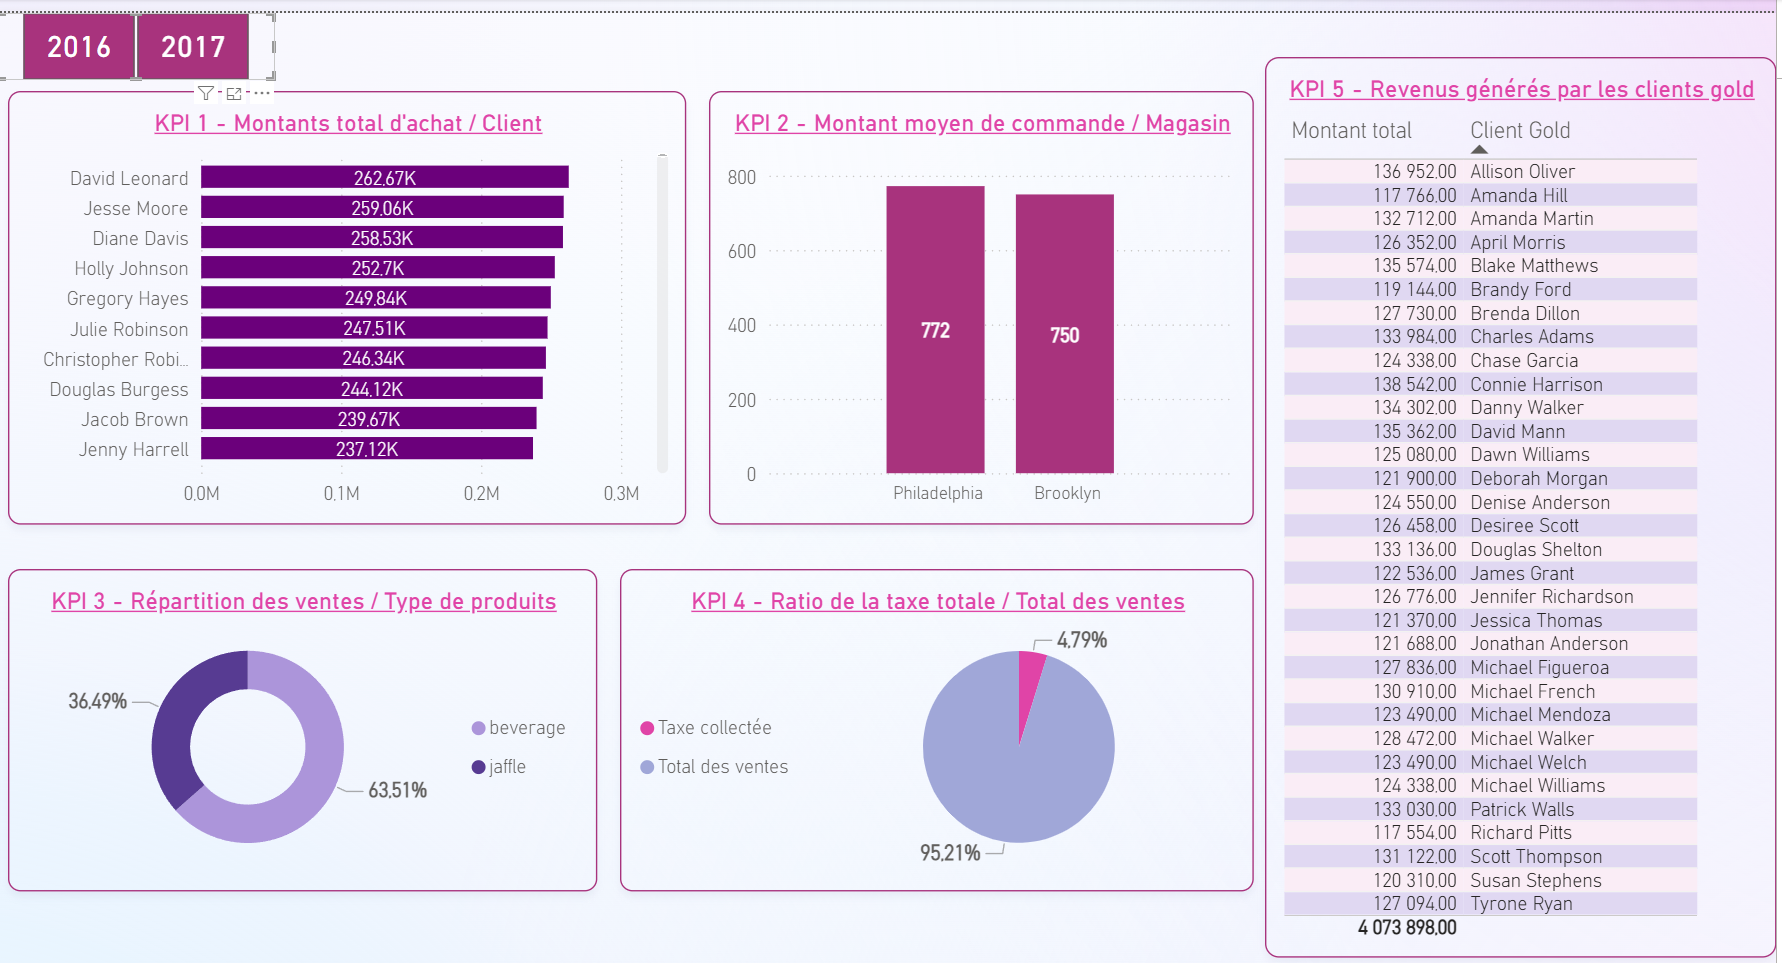 2016 2017
KPI 1 - Montants total d'achat / Client
David Leonard 262,67K
Jesse Moore 259,06K
Diane Davis 258,53K
Holly Johnson 252,7K
Gregory Hayes 249,84K
Julie Robinson 247,51K
Christopher Robi... 246,34K
Douglas Burgess 244,12K
Jacob Brown 239,67K
Jenny Harrell 237,12K
0,0M 0,1M 0,2M 0,3M
KPI 2 - Montant moyen de commande / Magasin
800
600
400
200
0
772 750
Philadelphia Brooklyn
KPI 3 - Répartition des ventes / Type de produits
36,49%
63,51%
beverage
jaffle
KPI 4 - Ratio de la taxe totale / Total des ventes
4,79%
95,21%
Taxe collectée
Total des ventes
KPI 5 - Revenus générés par les clients gold
Montant total Client Gold
136 952,00 Allison Oliver
117 766,00 Amanda Hill
132 712,00 Amanda Martin
126 352,00 April Morris
135 574,00 Blake Matthews
119 144,00 Brandy Ford
127 730,00 Brenda Dillon
133 984,00 Charles Adams
124 338,00 Chase Garcia
138 542,00 Connie Harrison
134 302,00 Danny Walker
135 362,00 David Mann
125 080,00 Dawn Williams
121 900,00 Deborah Morgan
124 550,00 Denise Anderson
126 458,00 Desiree Scott
133 136,00 Douglas Shelton
122 536,00 James Grant
126 776,00 Jennifer Richardson
121 370,00 Jessica Thomas
121 688,00 Jonathan Anderson
127 836,00 Michael Figueroa
130 910,00 Michael French
123 490,00 Michael Mendoza
128 472,00 Michael Walker
123 490,00 Michael Welch
124 338,00 Michael Williams
133 030,00 Patrick Walls
117 554,00 Richard Pitts
131 122,00 Scott Thompson
120 310,00 Susan Stephens
127 094,00 Tyrone Ryan
4 073 898,00